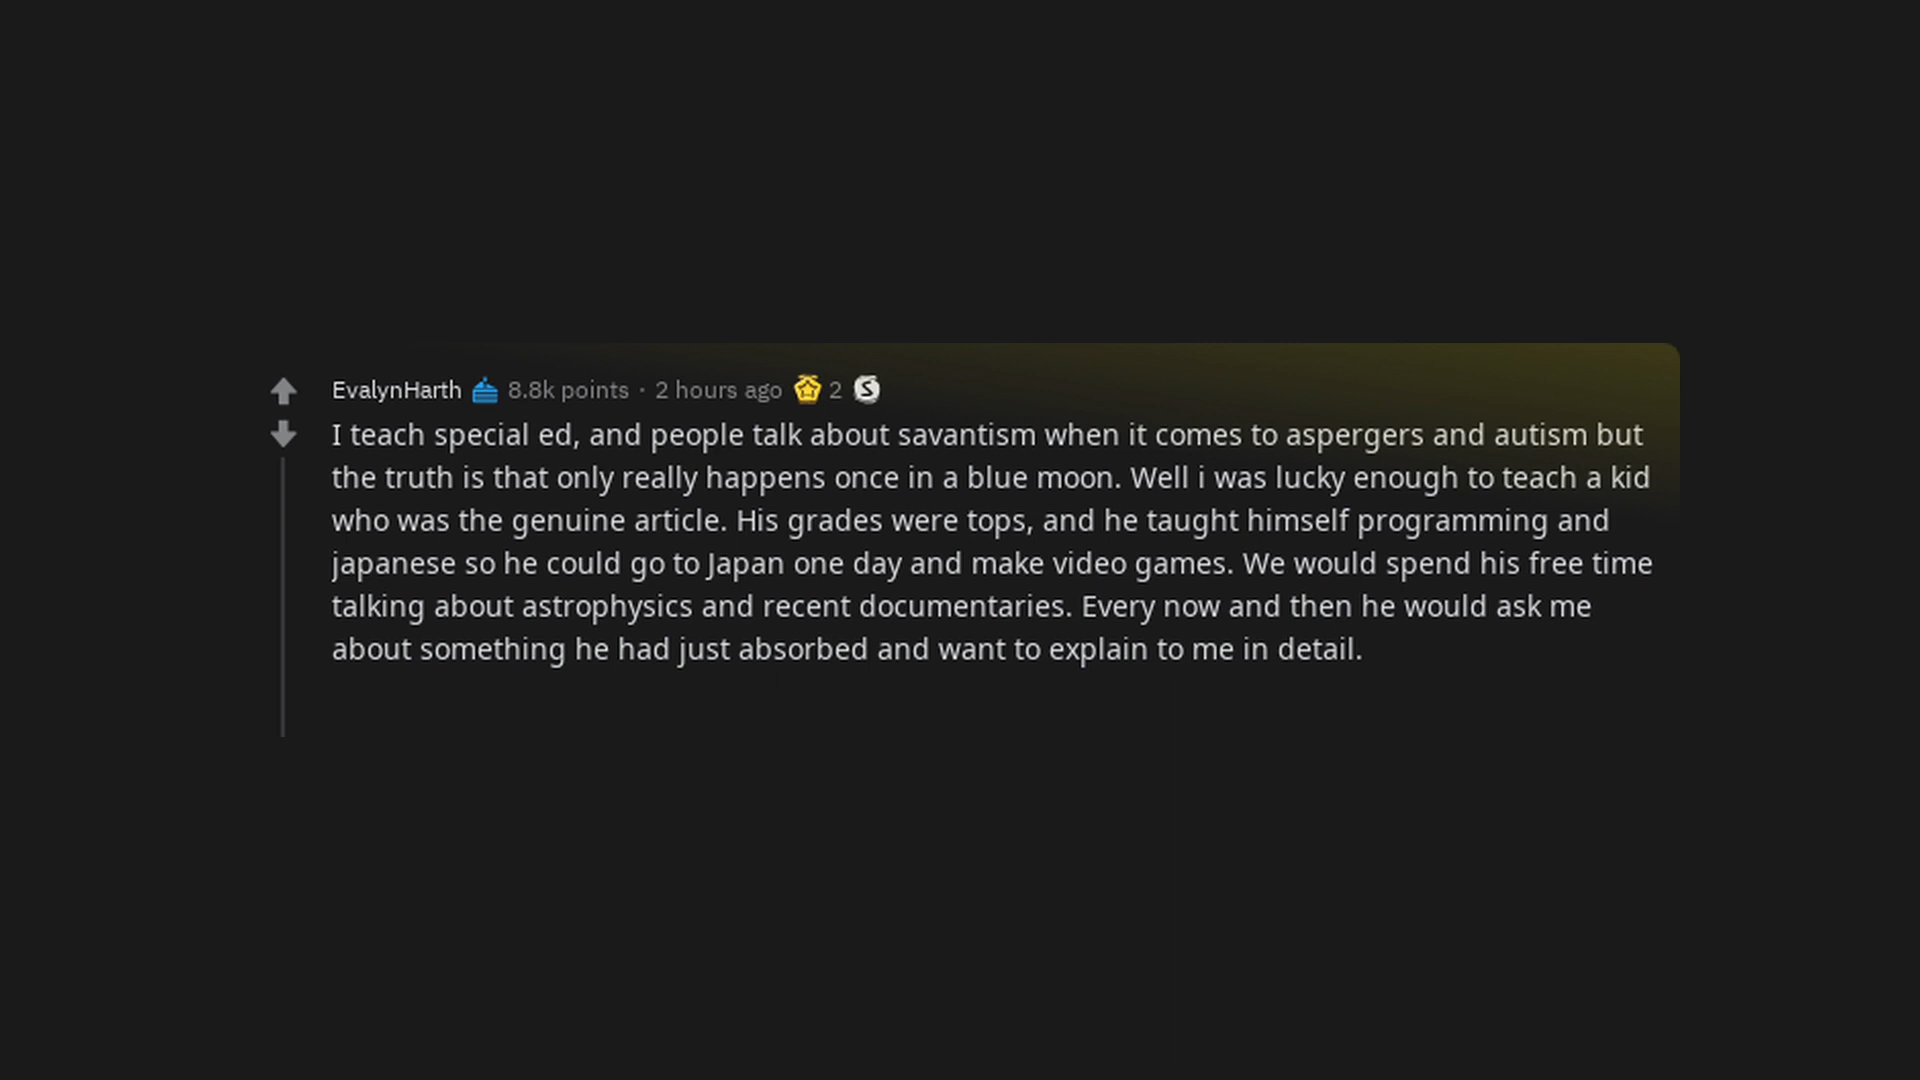 EvalynHarth 8.8k points · 2 hours ago 2 S
I teach special ed, and people talk about savantism when it comes to aspergers and autism but
the truth is that only really happens once in a blue moon. Well i was lucky enough to teach a kid
who was the genuine article. His grades were tops, and he taught himself programming and
japanese so he could go to Japan one day and make video games. We would spend his free time
talking about astrophysics and recent documentaries. Every now and then he would ask me
about something he had just absorbed and want to explain to me in detail.